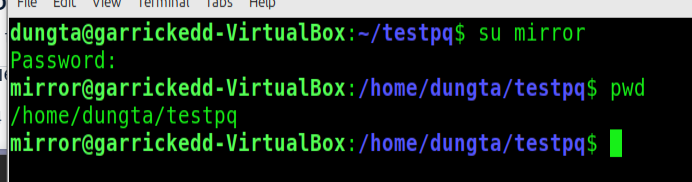 File Edit View Terminal Tabs Help
dungta@garrickedd-VirtualBox:~/testpq$ su mirror
Password:
mirror@garrickedd-VirtualBox:/home/dungta/testpq$ pwd
/home/dungta/testpq
mirror@garrickedd-VirtualBox:/home/dungta/testpq$